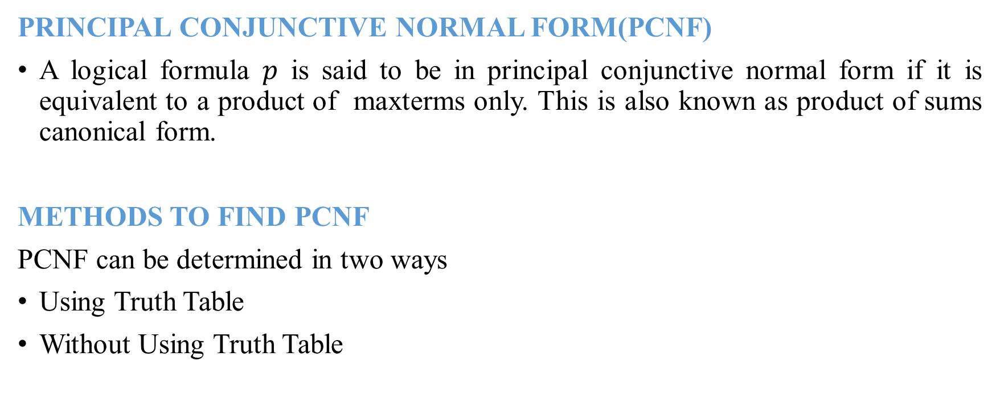 PRINCIPAL CONJUNCTIVE NORMAL FORM(PCNF)
• A logical formula p is said to be in principal conjunctive normal form if it is
equivalent to a product of maxterms only. This is also known as product of sums
canonical form.
METHODS TO FIND PCNF
PCNF can be determined in two ways
• Using Truth Table
• Without Using Truth Table